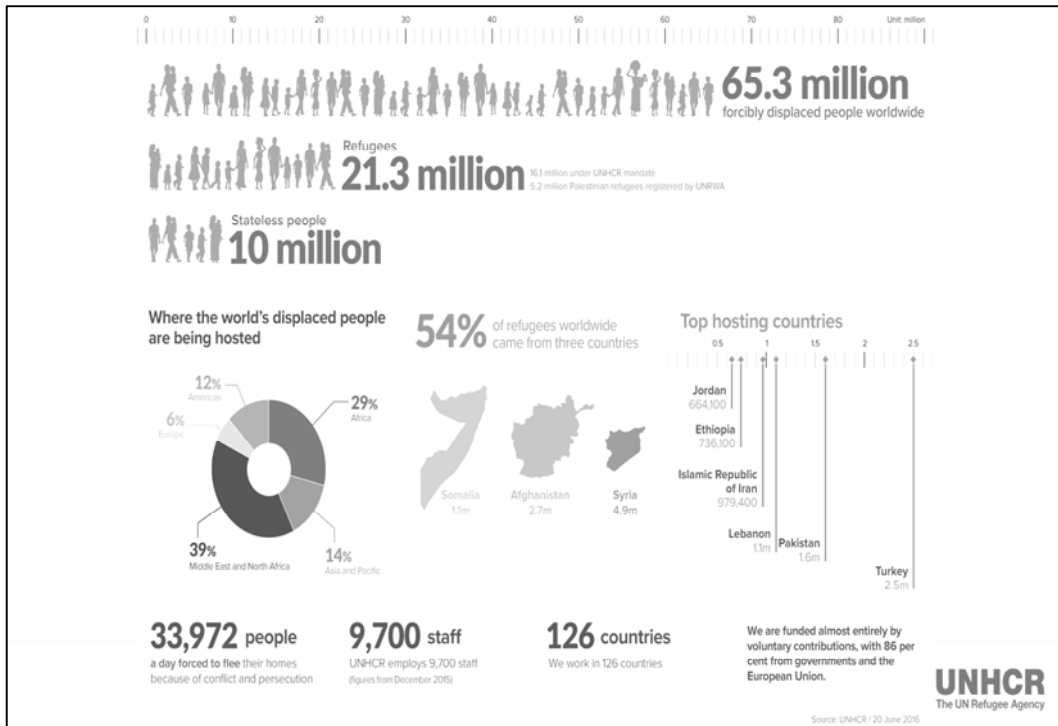 0 10 20 30 40 50 60 70 80 Unit: million
65.3 million
forcibly displaced people worldwide
Refugees
21.3 million
16.1 million under UNHCR mandate
5.2 million Palestinian refugees registered by UNRWA
Stateless people
10 million
Where the world's displaced people
are being hosted
12%
Americas
29%
Africa
6%
Europe
39%
Middle East and North Africa
14%
Asia and Pacific
54%
of refugees worldwide
came from three countries
Somalia
1.1m
Afghanistan
2.7m
Syria
4.9m
Top hosting countries
0.5 1 1.5 2 2.5
Jordan
664,100
Ethiopia
736,100
Islamic Republic
of Iran
979,400
Lebanon
1.1m
Pakistan
1.6m
Turkey
2.5m
33,972 people
a day forced to flee their homes
because of conflict and persecution
9,700 staff
UNHCR employs 9,700 staff
(figures from December 2015)
126 countries
We work in 126 countries
We are funded almost entirely by
voluntary contributions, with 86 per
cent from governments and the
European Union.
UNHCR
The UN Refugee Agency
Source: UNHCR / 20 June 2016